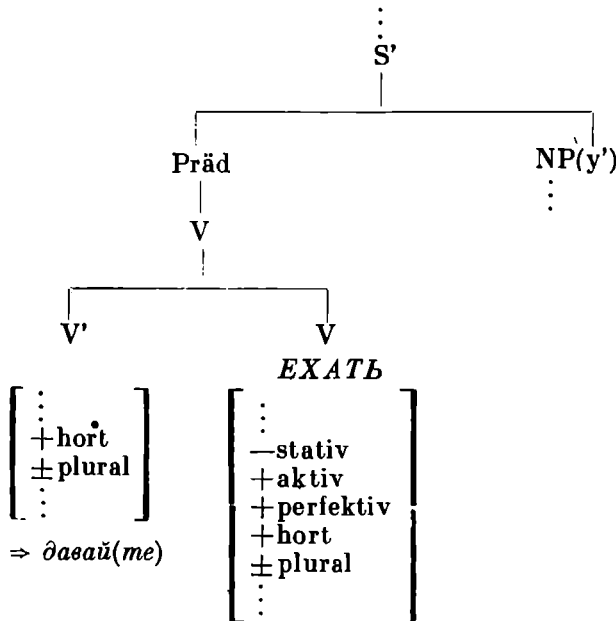 S'
Präd NP(y')
V
V' V
ЕХАТЬ
+hort
±plural
⇒ давай(те)
—stativ
+aktiv
+perfektiv
+hort
±plural